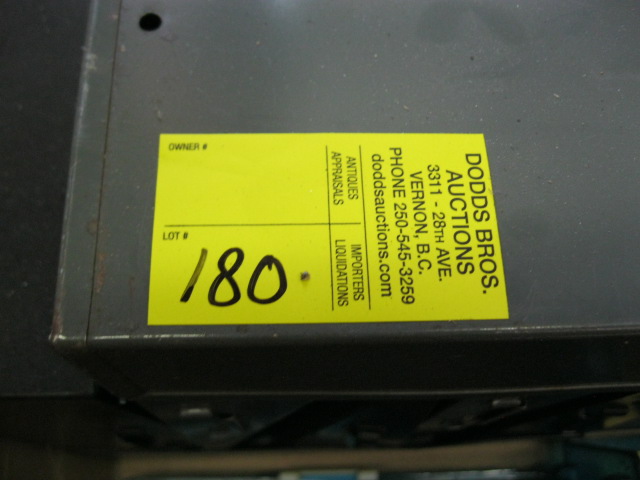 DODDS BROS.
AUCTIONS
3311 - 28TH AVE.
VERNON, B.C.
PHONE 250-545-3259
doddsauctions.com
ANTIQUES IMPORTERS
APPRAISALS LIQUIDATIONS
OWNER #
LOT #
180